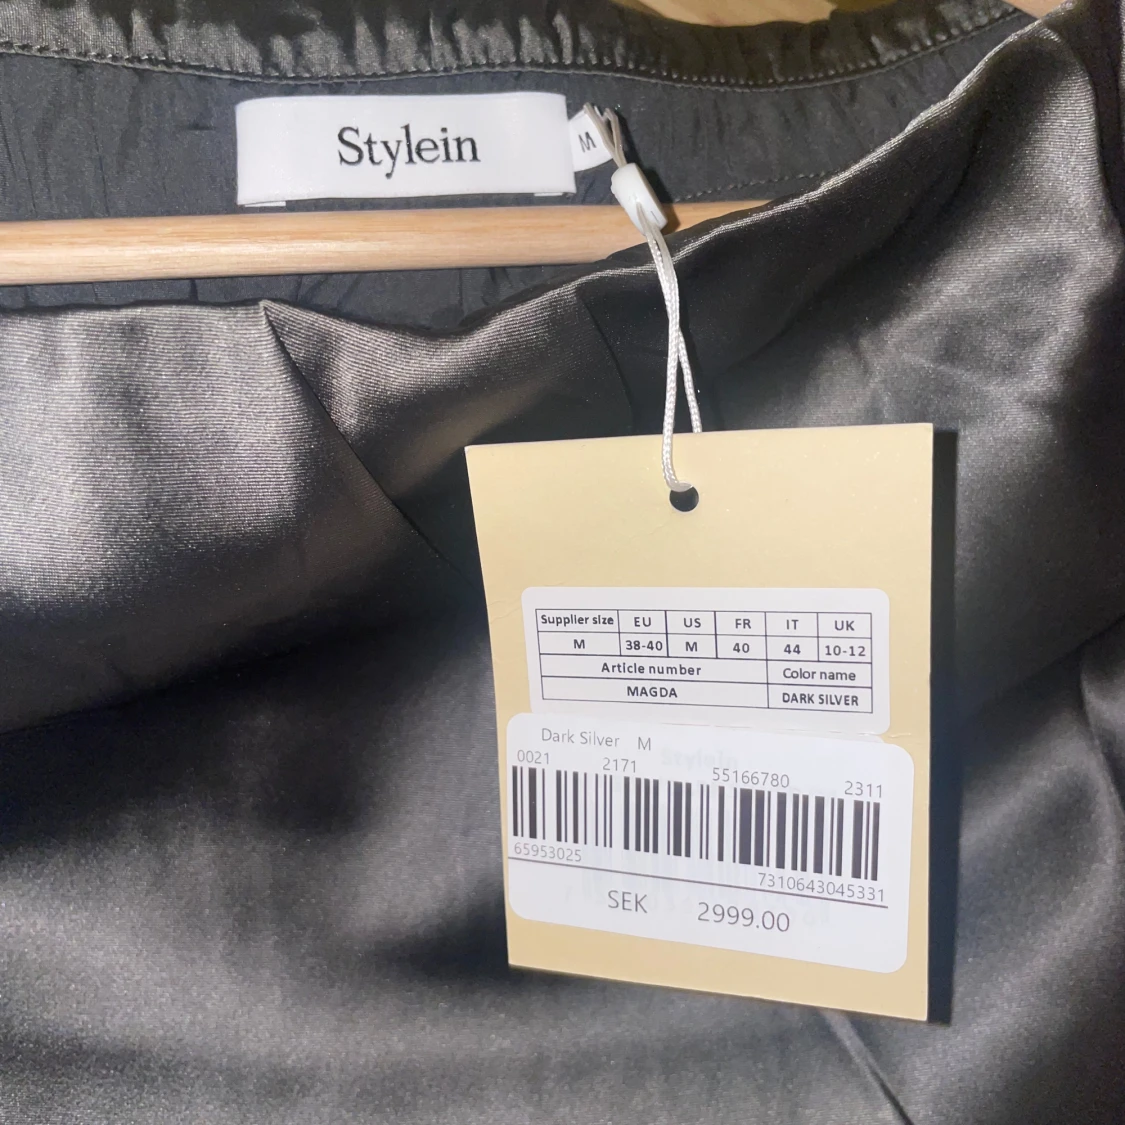 Stylein
M
Supplier size EU US FR IT UK
M 38-40 M 40 44 10-12
Article number Color name
MAGDA DARK SILVER
Dark Silver M
0021 2171 55166780 2311
65953025 7310643045331
SEK 2999.00